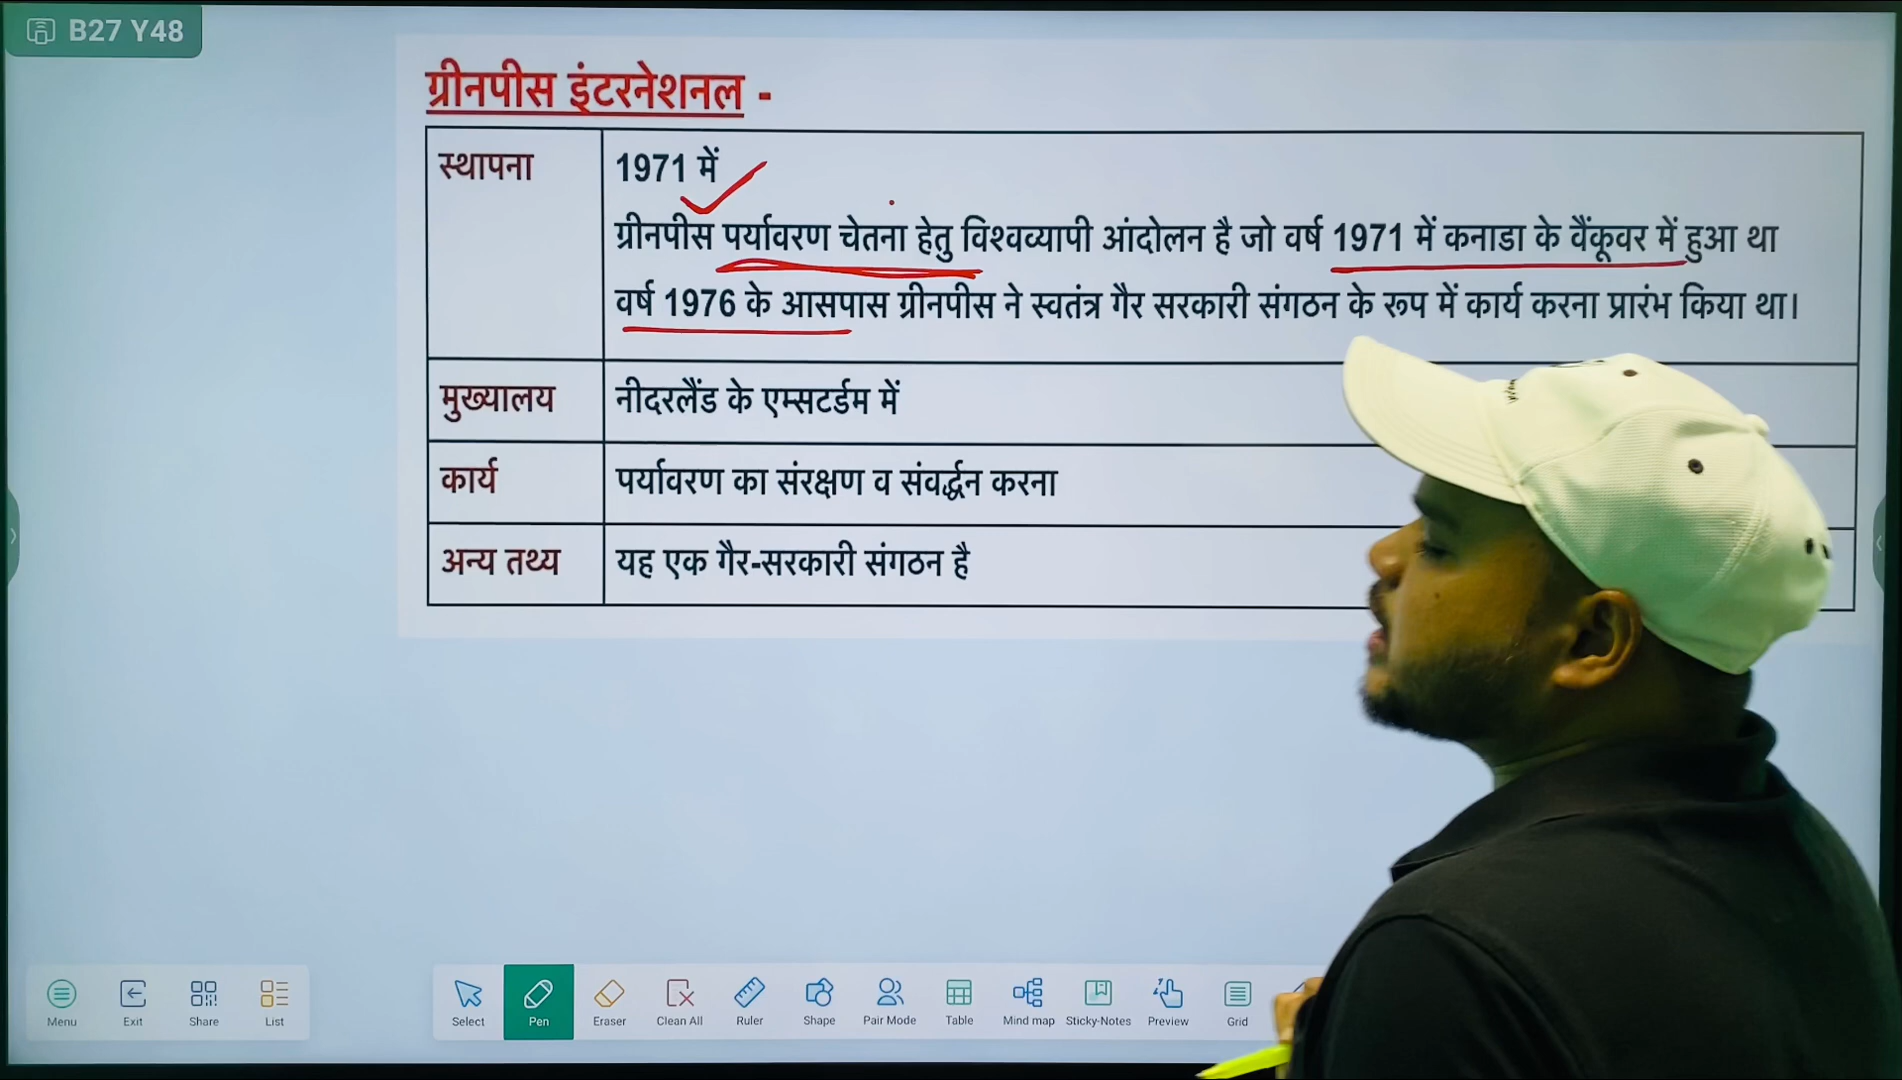 B27 Y48
ग्रीनपीस इंटरनेशनल -
स्थापना
1971 में
ग्रीनपीस पर्यावरण चेतना हेतु विश्वव्यापी आंदोलन है जो वर्ष 1971 में कनाडा के वैंकूवर में हुआ था
वर्ष 1976 के आसपास ग्रीनपीस ने स्वतंत्र गैर सरकारी संगठन के रूप में कार्य करना प्रारंभ किया था।
मुख्यालय
नीदरलैंड के एम्सटर्डम में
कार्य
पर्यावरण का संरक्षण व संवर्द्धन करना
अन्य तथ्य
यह एक गैर-सरकारी संगठन है
Menu Exit Share List Select Pen Eraser Clean All Ruler Shape Pair Mode Table Mind map Sticky-Notes Preview Grid